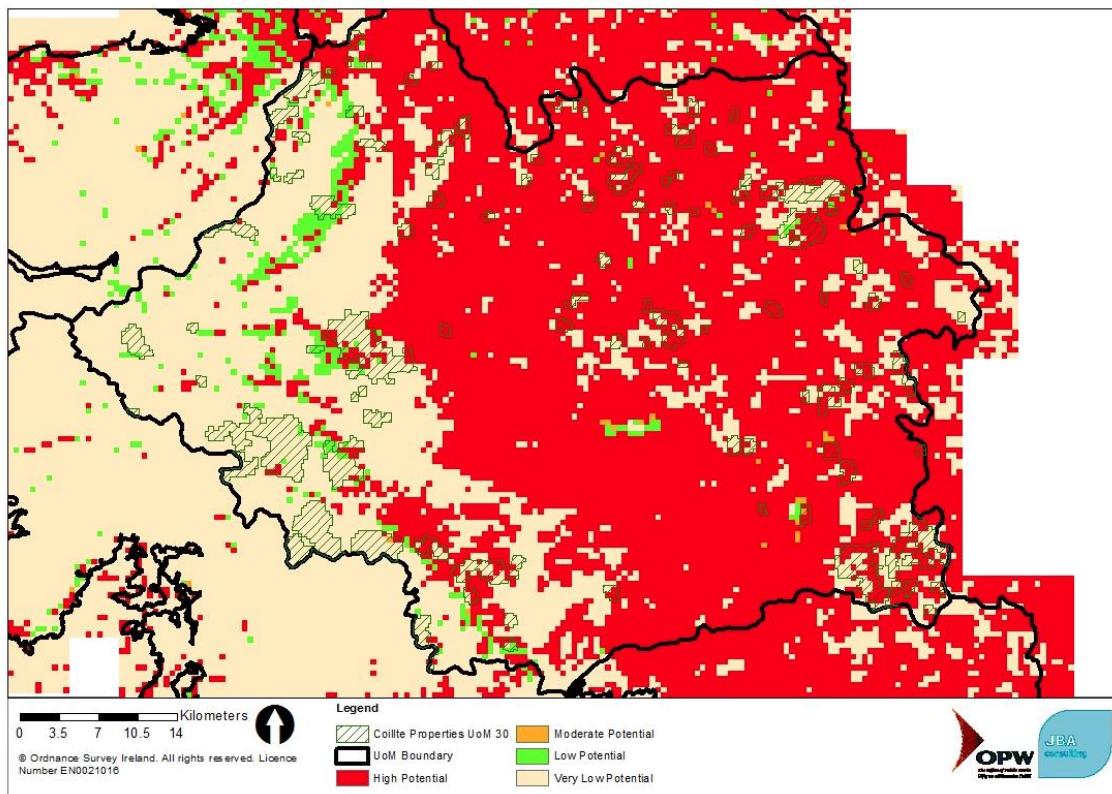 Kilometers
0 3.5 7 10.5 14
© Ordnance Survey Ireland. All rights reserved. Licence
Number EN0021016
Legend
Coillte Properties UoM 30
UoM Boundary
High Potential
Moderate Potential
Low Potential
Very Low Potential
OPW
JBA
consulting